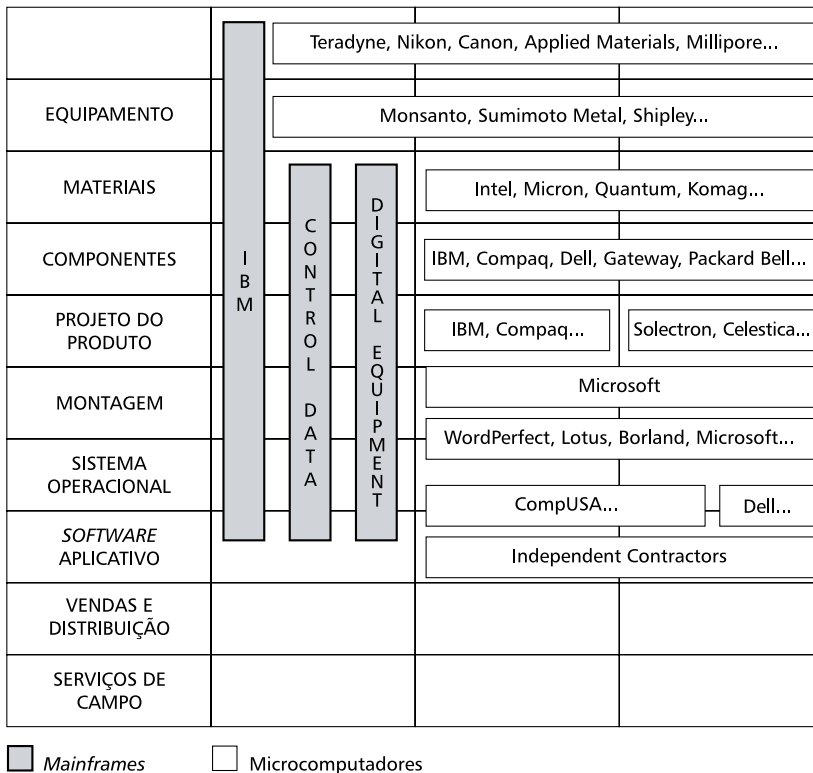 Teradyne, Nikon, Canon, Applied Materials, Millipore...
EQUIPAMENTO
Monsanto, Sumimoto Metal, Shipley...
MATERIAIS
Intel, Micron, Quantum, Komag...
IBM
CONTROL DATA
DIGITAL EQUIPMENT
COMPONENTES
IBM, Compaq, Dell, Gateway, Packard Bell...
PROJETO DO
PRODUTO
IBM, Compaq...
Solectron, Celestica...
MONTAGEM
Microsoft
WordPerfect, Lotus, Borland, Microsoft...
SISTEMA
OPERACIONAL
CompUSA...
Dell...
SOFTWARE
APLICATIVO
Independent Contractors
VENDAS E
DISTRIBUIÇÃO
SERVIÇOS DE
CAMPO
Mainframes
Microcomputadores